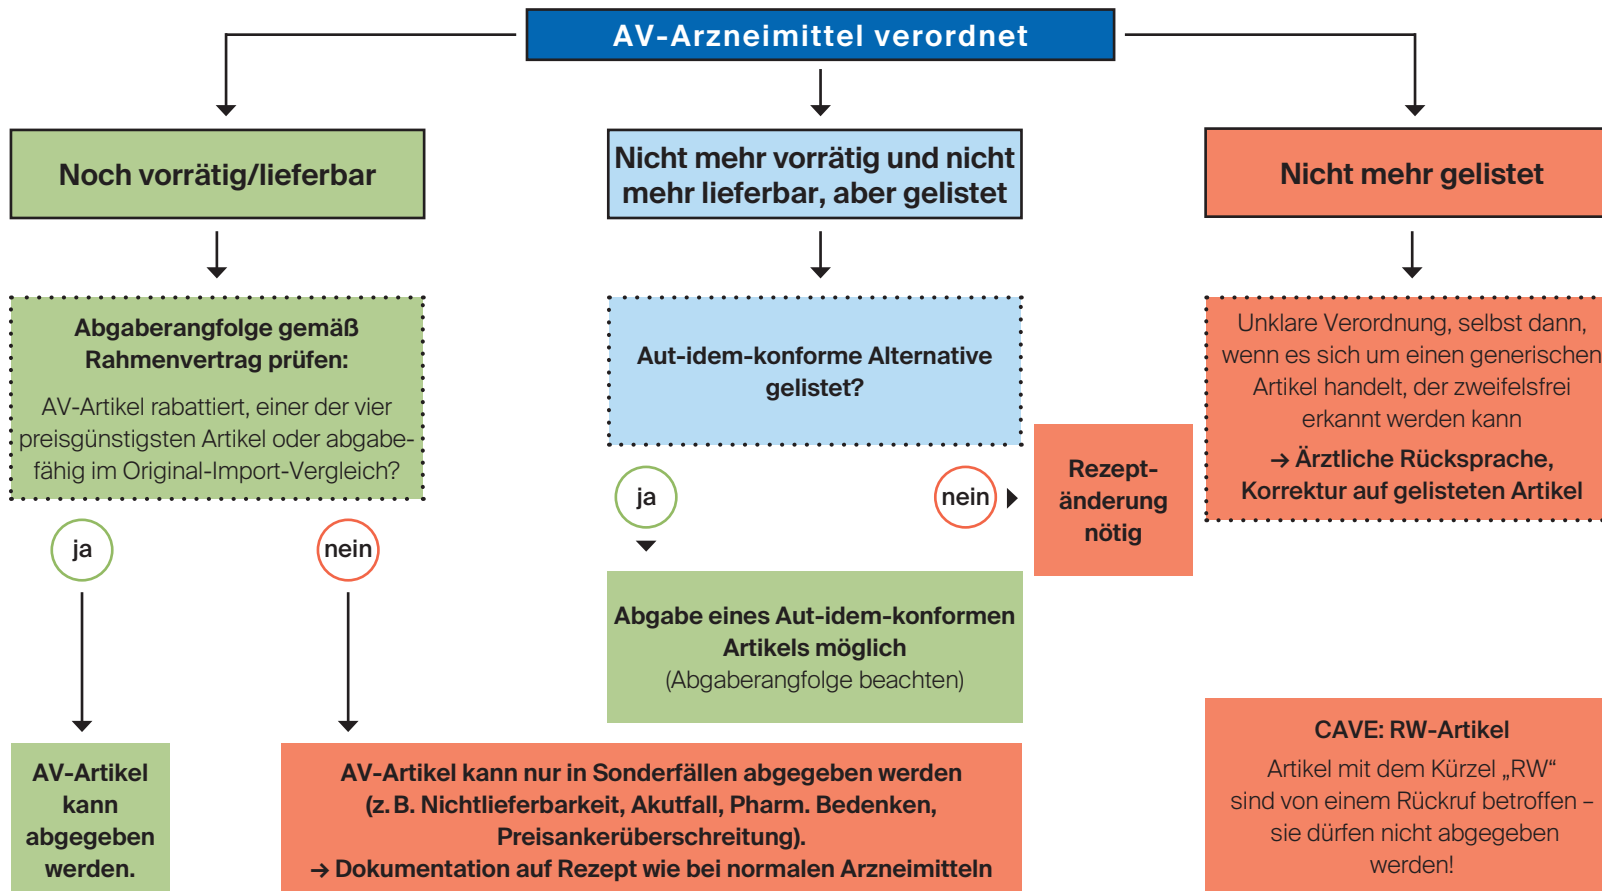 AV-Arzneimittel verordnet
Noch vorrätig/lieferbar
Abgaberangfolge gemäß
Rahmenvertrag prüfen:
AV-Artikel rabattiert, einer der vier
preisgünstigsten Artikel oder abgabe-
fähig im Original-Import-Vergleich?
ja
nein
AV-Artikel
kann
abgegeben
werden.
AV-Artikel kann nur in Sonderfällen abgegeben werden
(z. B. Nichtlieferbarkeit, Akutfall, Pharm. Bedenken,
Preisankerüberschreitung).
→ Dokumentation auf Rezept wie bei normalen Arzneimitteln
Nicht mehr vorrätig und nicht
mehr lieferbar, aber gelistet
Aut-idem-konforme Alternative
gelistet?
ja
nein
Abgabe eines Aut-idem-konformen
Artikels möglich
(Abgaberangfolge beachten)
Rezept-
änderung
nötig
Nicht mehr gelistet
Unklare Verordnung, selbst dann,
wenn es sich um einen generischen
Artikel handelt, der zweifelsfrei
erkannt werden kann
→ Ärztliche Rücksprache,
Korrektur auf gelisteten Artikel
CAVE: RW-Artikel
Artikel mit dem Kürzel „RW“
sind von einem Rückruf betroffen –
sie dürfen nicht abgegeben
werden!